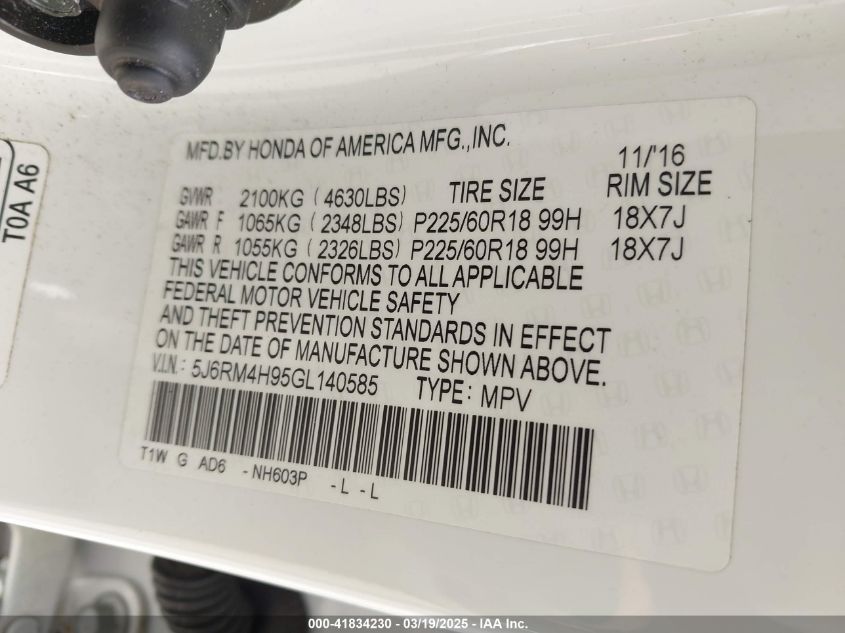 MFD.BY HONDA OF AMERICA MFG.,INC.
11/'16
GVWR 2100KG (4630LBS) TIRE SIZE RIM SIZE
GAWR F 1065KG (2348LBS) P225/60R18 99H 18X7J
GAWR R 1055KG (2326LBS) P225/60R18 99H 18X7J
THIS VEHICLE CONFORMS TO ALL APPLICABLE
FEDERAL MOTOR VEHICLE SAFETY
AND THEFT PREVENTION STANDARDS IN EFFECT
ON THE DATE OF MANUFACTURE SHOWN ABOVE.
V.I.N.: 5J6RM4H95GL140585 TYPE: MPV
T1W G AD6 -NH603P -L -L
T0A A6
000-41834230 - 03/19/2025 - IAA Inc.